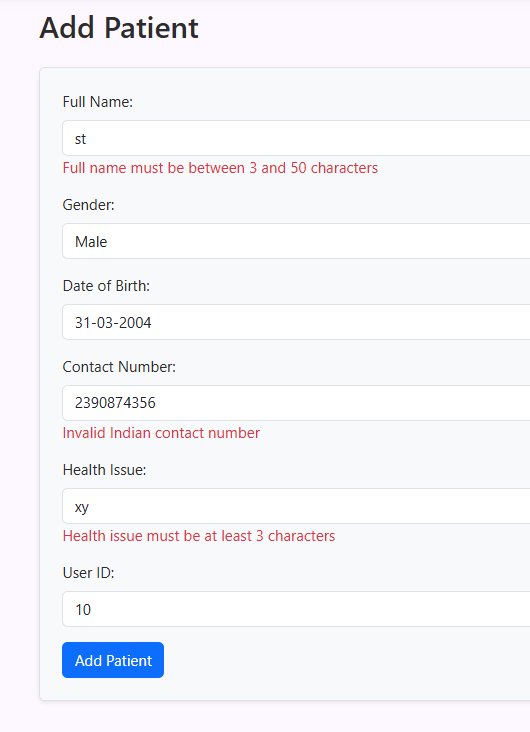 Add Patient
Full Name:
st
Full name must be between 3 and 50 characters
Gender:
Male
Date of Birth:
31-03-2004
Contact Number:
2390874356
Invalid Indian contact number
Health Issue:
xy
Health issue must be at least 3 characters
User ID:
10
Add Patient